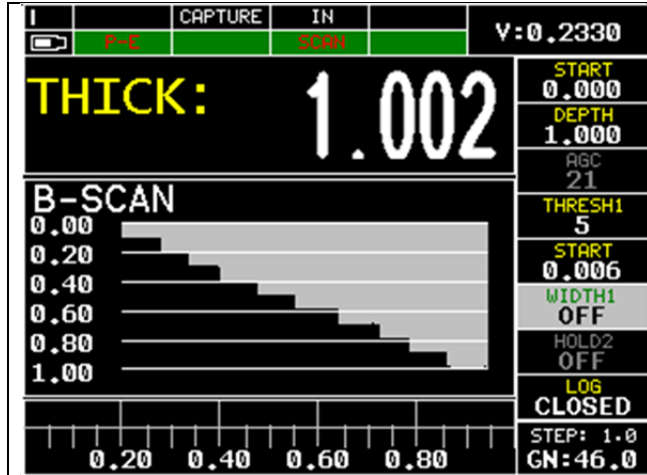 CAPTURE IN
P-E SCAN
V:0.2330
THICK: 1.002
START
0.000
DEPTH
1.000
AGC
21
THRESH1
5
START
0.006
WIDTH1
OFF
HOLD2
OFF
LOG
CLOSED
STEP: 1.0
GN:46.0
B-SCAN
0.00
0.20
0.40
0.60
0.80
1.00
0.20 0.40 0.60 0.80